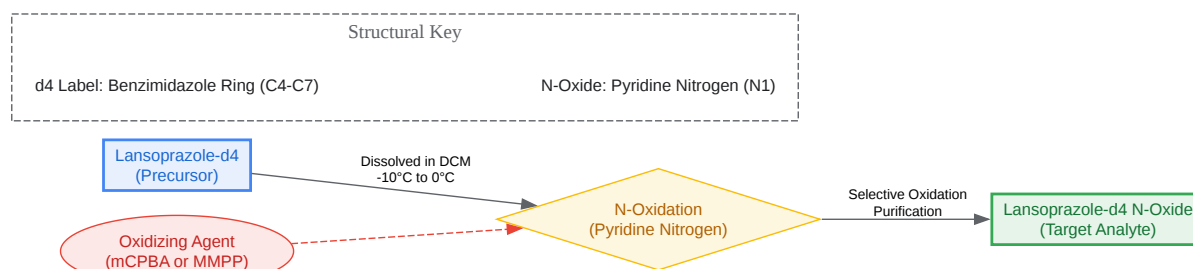 Structural Key
d4 Label: Benzimidazole Ring (C4-C7)
N-Oxide: Pyridine Nitrogen (N1)
Lansoprazole-d4
(Precursor)
Dissolved in DCM
-10°C to 0°C
Oxidizing Agent
(mCPBA or MMPP)
N-Oxidation
(Pyridine Nitrogen)
Selective Oxidation
Purification
Lansoprazole-d4 N-Oxide
(Target Analyte)